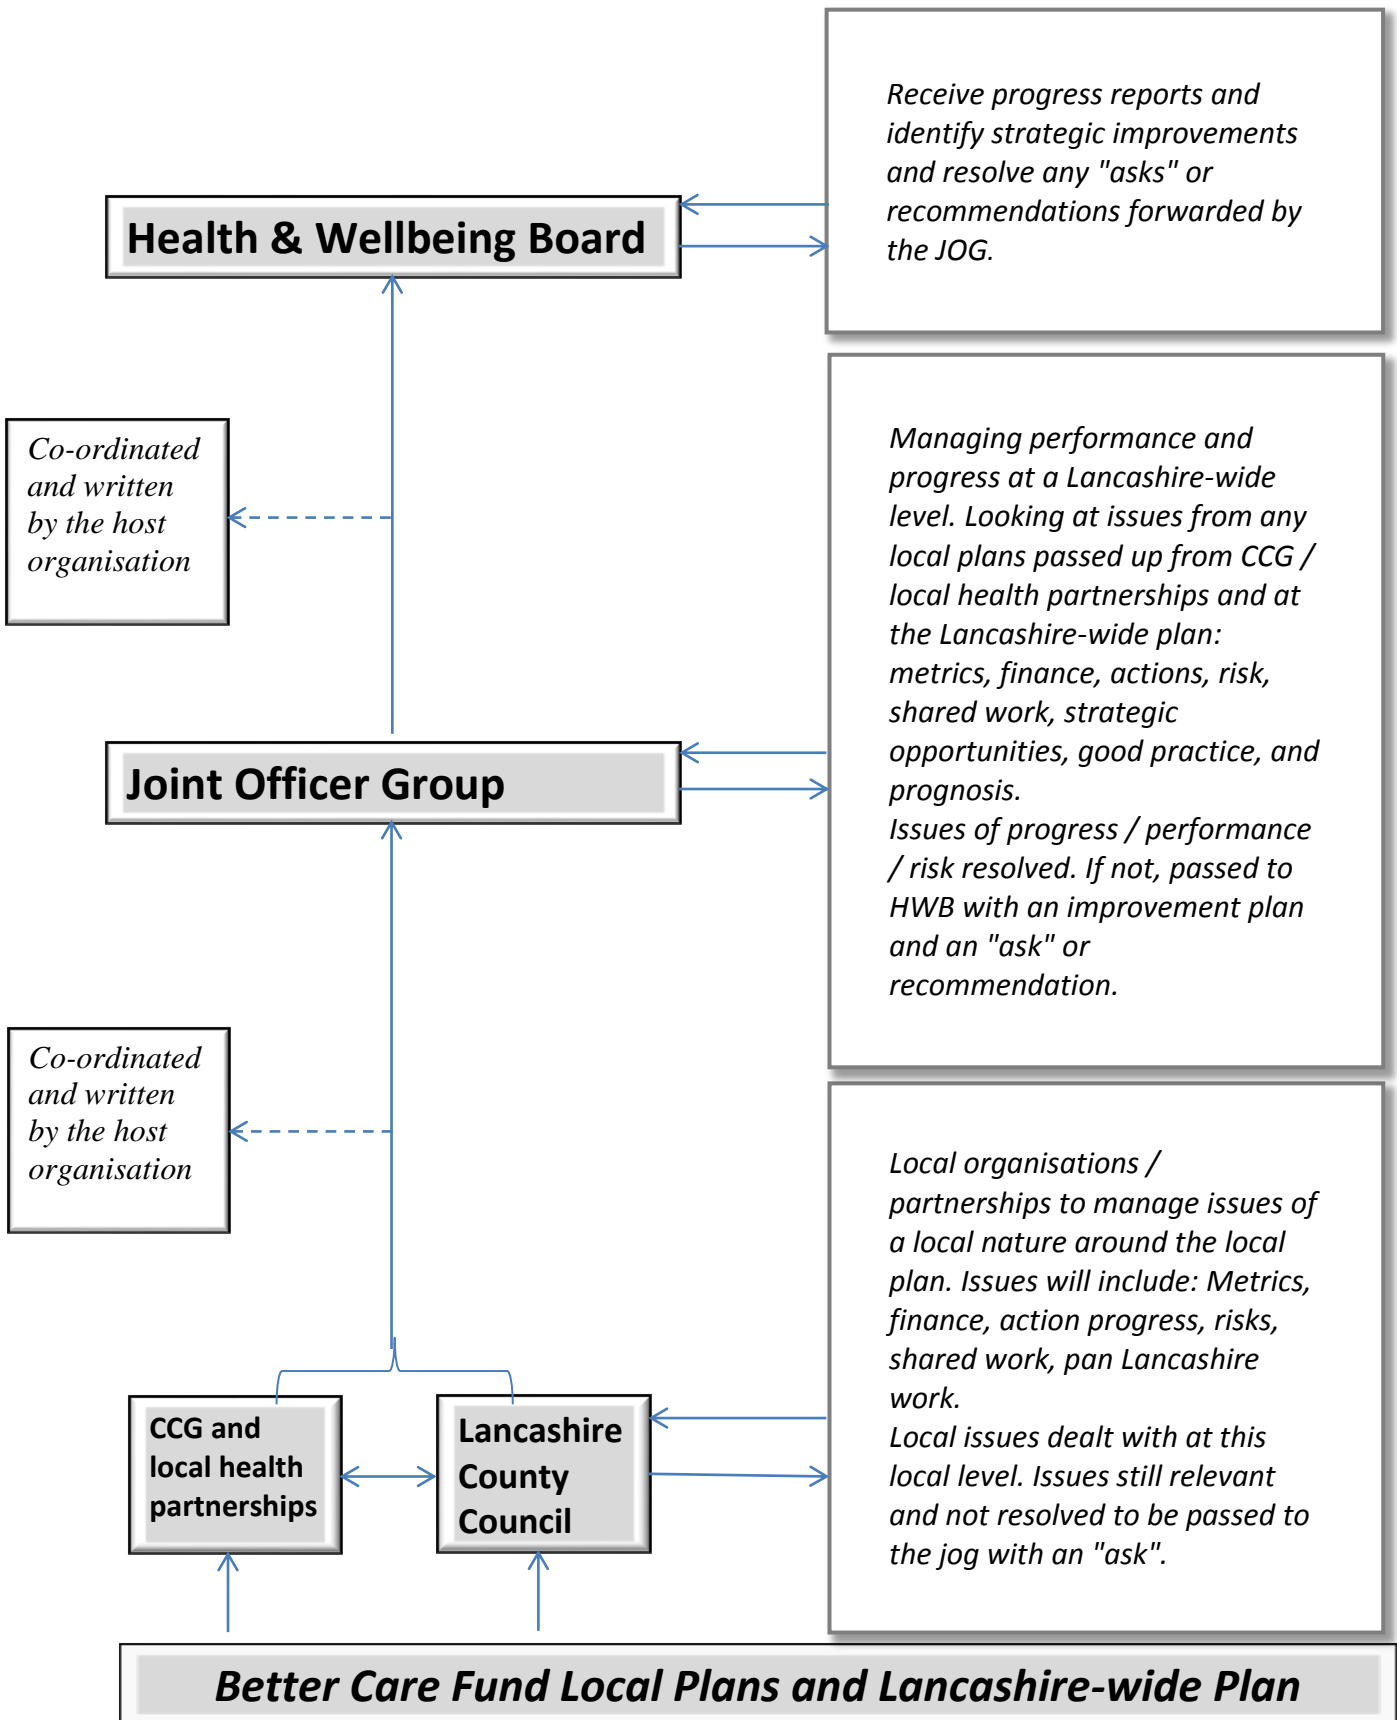 Receive progress reports and
identify strategic improvements
and resolve any "asks" or
recommendations forwarded by
the JOG.
Health & Wellbeing Board
Co-ordinated
and written
by the host
organisation
Managing performance and
progress at a Lancashire-wide
level. Looking at issues from any
local plans passed up from CCG /
local health partnerships and at
the Lancashire-wide plan:
metrics, finance, actions, risk,
shared work, strategic
opportunities, good practice, and
prognosis.
Issues of progress / performance
/ risk resolved. If not, passed to
HWB with an improvement plan
and an "ask" or
recommendation.
Joint Officer Group
Co-ordinated
and written
by the host
organisation
Local organisations /
partnerships to manage issues of
a local nature around the local
plan. Issues will include: Metrics,
finance, action progress, risks,
shared work, pan Lancashire
work.
Local issues dealt with at this
local level. Issues still relevant
and not resolved to be passed to
the jog with an "ask".
CCG and
local health
partnerships
Lancashire
County
Council
Better Care Fund Local Plans and Lancashire-wide Plan